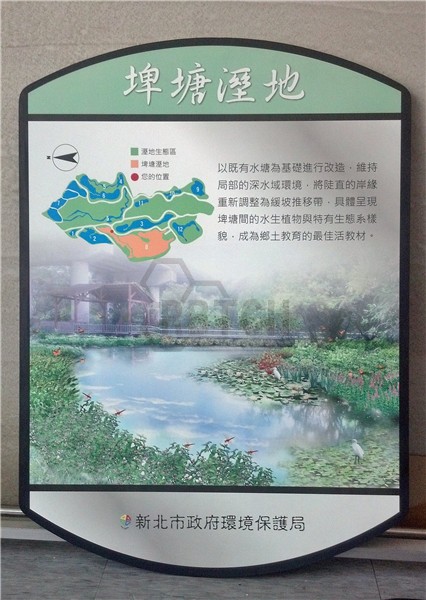 埤塘溼地
溼地生態區
埤塘溼地
您的位置
以既有水塘為基礎進行改造，維持
局部的深水域環境，將陡直的岸緣
重新調整為緩坡推移帶，具體呈現
埤塘間的水生植物與特有生態系樣
貌，成為鄉土教育的最佳活教材。
新北市政府環境保護局